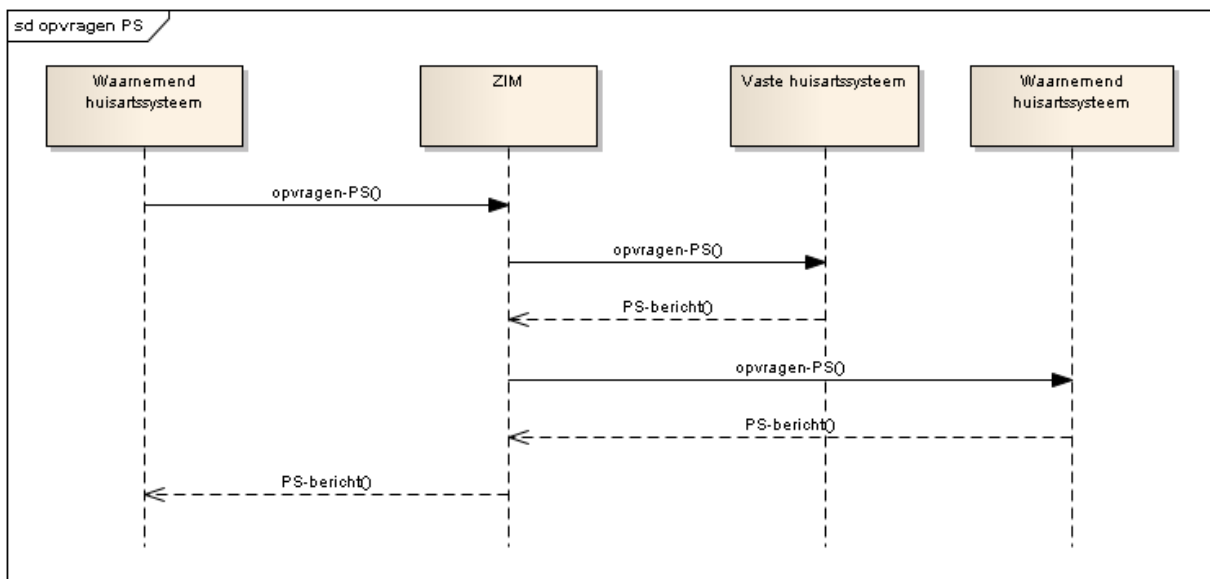 sd opvragen PS
Waarnemend
huisartssysteem
ZIM
Vaste huisartssysteem
Waarnemend
huisartssysteem
opvragen-PS()
opvragen-PS()
PS-bericht()
opvragen-PS()
PS-bericht()
PS-bericht()